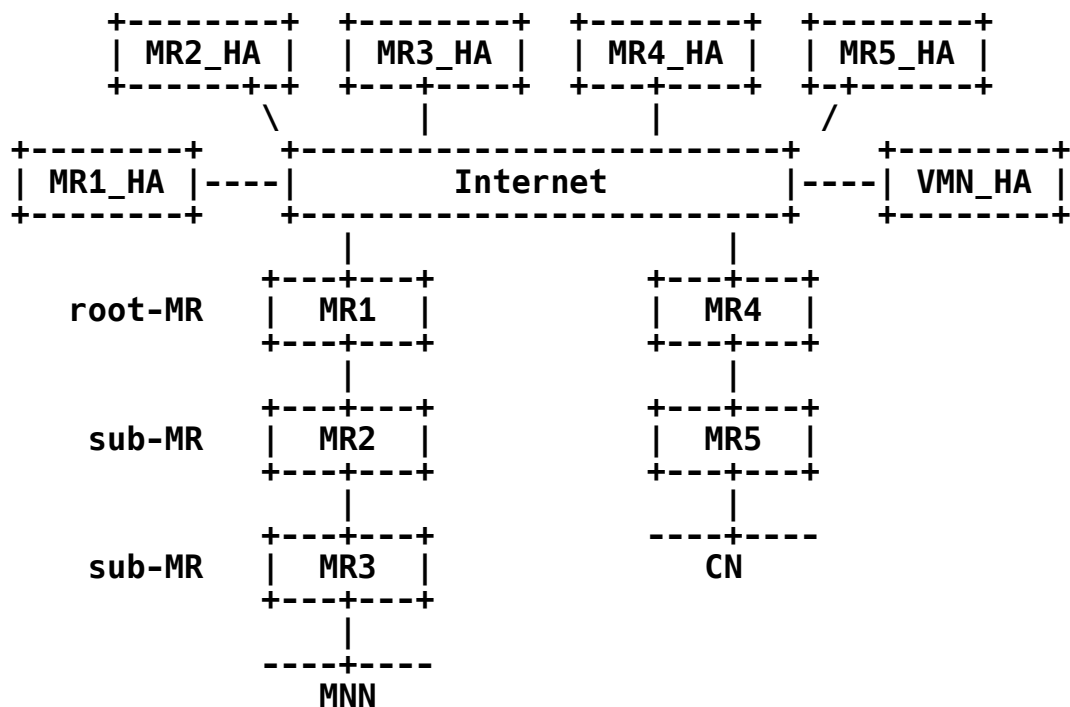 MR2_HA MR3_HA MR4_HA MR5_HA
MR1_HA Internet VMN_HA
root-MR MR1 MR4
sub-MR MR2 MR5
sub-MR MR3 CN
MNN